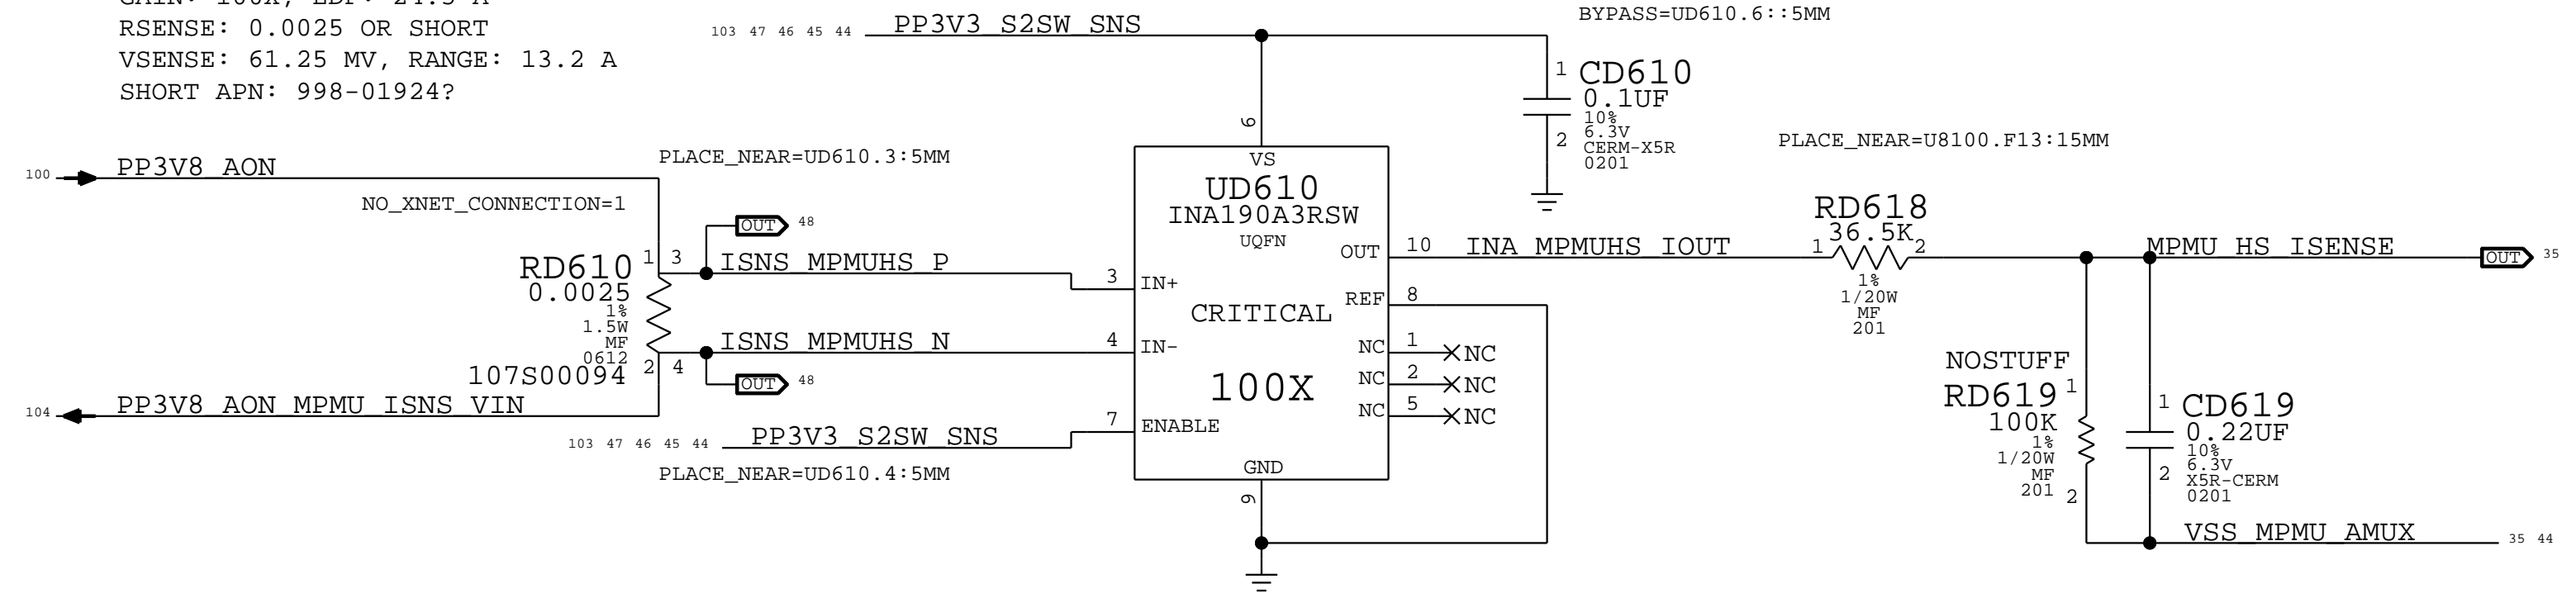 RSENSE: 0.0025 OR SHORT
VSENSE: 61.25 MV, RANGE: 13.2 A
SHORT APN: 998-01924?
103 47 46 45 44 PP3V3_S2SW_SNS
BYPASS=UD610.6::5MM
1 CD610
0.1UF
10%
6.3V
2 CERM-X5R
0201
PLACE_NEAR=U8100.F13:15MM
100 PP3V8_AON
PLACE_NEAR=UD610.3:5MM
NO_XNET_CONNECTION=1
OUT 48
1 3 ISNS_MPMUHS_P
RD610
0.0025
1%
1.5W
MF
0612
107S00094
2 4 ISNS_MPMUHS_N
OUT 48
104 PP3V8_AON_MPMU_ISNS_VIN
103 47 46 45 44 PP3V3_S2SW_SNS
PLACE_NEAR=UD610.4:5MM
6
VS
UD610
INA190A3RSW
UQFN
CRITICAL
100X
3 IN+
4 IN-
7 ENABLE
GND
9
OUT 10 INA_MPMUHS_IOUT
REF 8
NC 1 NC
NC 2 NC
NC 5 NC
RD618
36.5K
1 2
1%
1/20W
MF
201
MPMU_HS_ISENSE OUT 35
NOSTUFF
RD619 1
100K
1%
1/20W
MF
201 2
1 CD619
0.22UF
10%
6.3V
2 X5R-CERM
0201
VSS_MPMU_AMUX 35 44